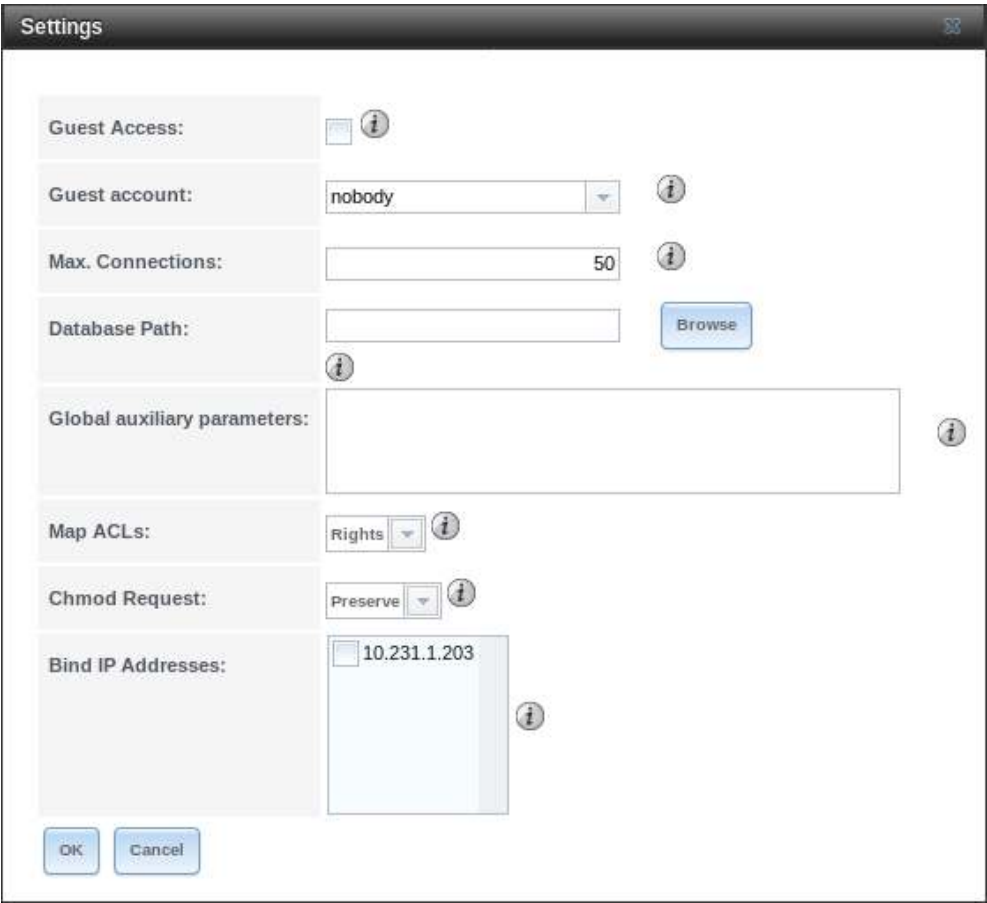 Settings
Guest Access:
Guest account: nobody
Max. Connections: 50
Database Path: Browse
Global auxiliary parameters:
Map ACLs: Rights
Chmod Request: Preserve
Bind IP Addresses: 10.231.1.203
OK Cancel